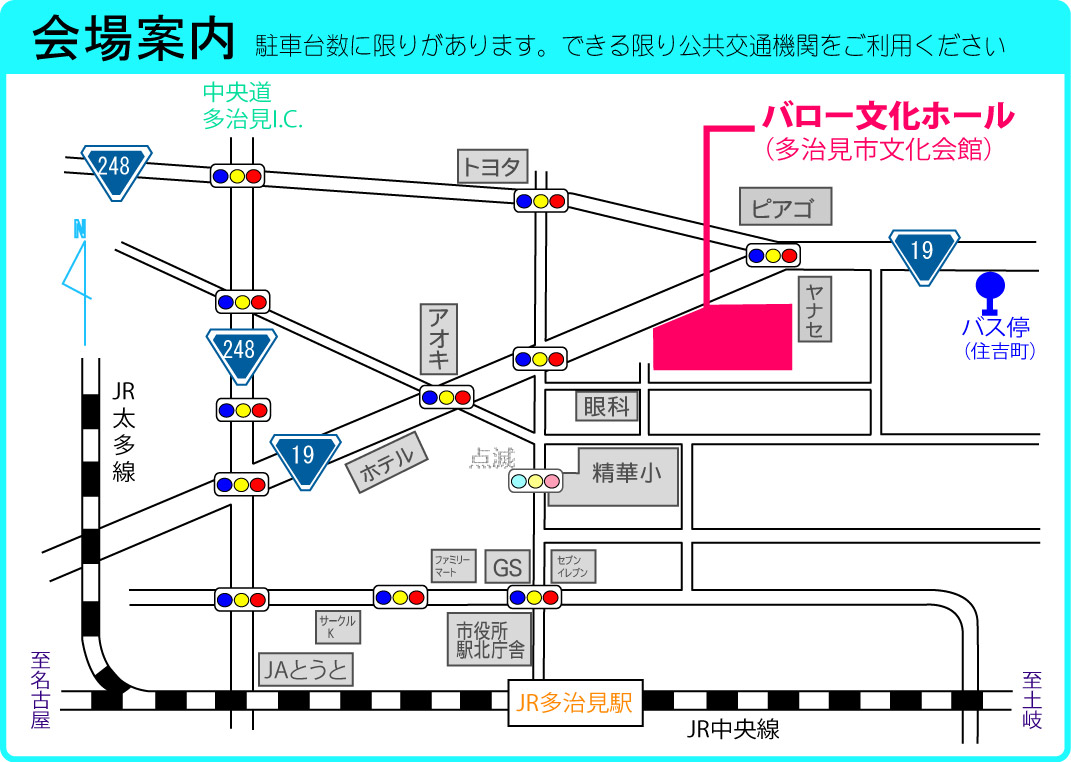 会場案内 駐車台数に限りがあります。できる限り公共交通機関をご利用ください
中央道
多治見I.C.
バロー文化ホール
（多治見市文化会館）
248
トヨタ
ピアゴ
N
19
ヤナセ
バス停
（住吉町）
アオキ
248
JR太多線
眼科
19
ホテル
点滅
精華小
ファミリー
マート
GS
セブン
イレブン
サークル
K
市役所
駅北庁舎
JAとうと
至名古屋
JR多治見駅
至土岐
JR中央線